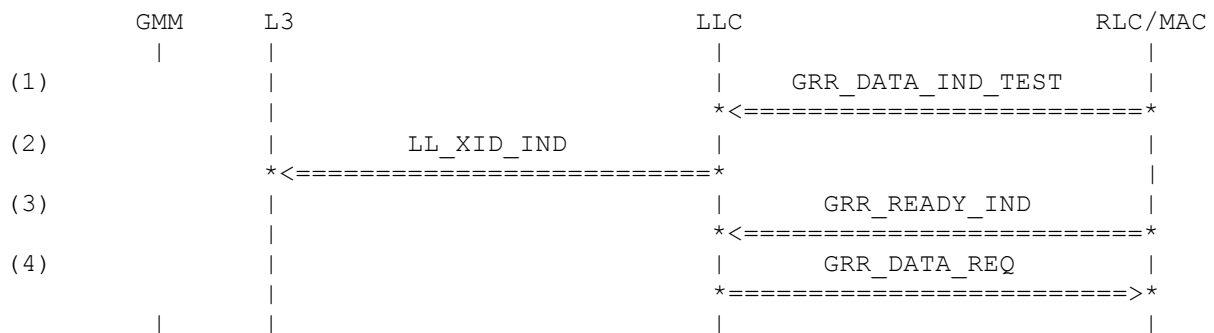 GMM L3 LLC RLC/MAC
| | | |
(1) | | GRR_DATA_IND_TEST |
| *<=========================*
(2) | LL_XID_IND | |
*<==========================* |
(3) | | GRR_READY_IND |
| *<=========================*
(4) | | GRR_DATA_REQ |
| *=========================>*
| | | |